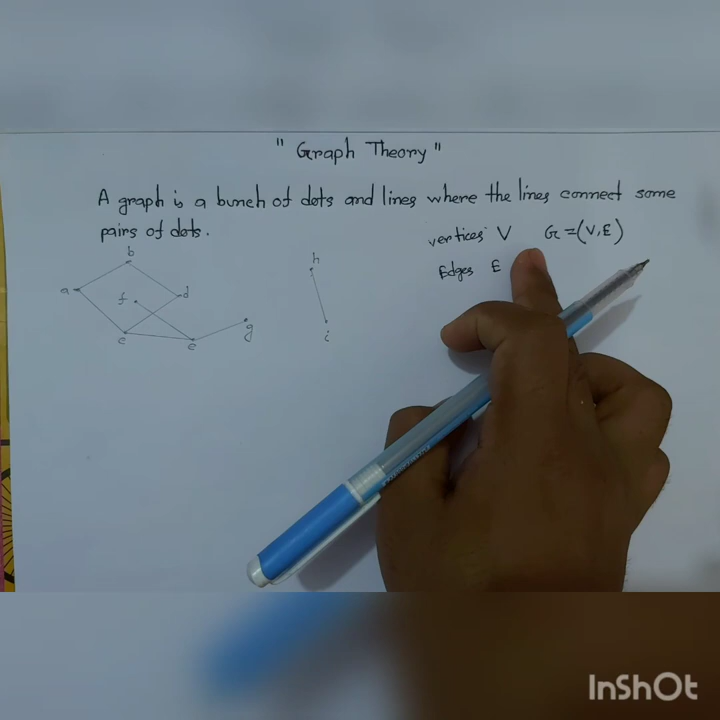 " Graph Theory "
A graph is a bunch of dots and lines where the lines connect some
pairs of dots.
vertices V G = (V, E)
Edges E
b
h
a
f
d
c
e
g
i
InShOt